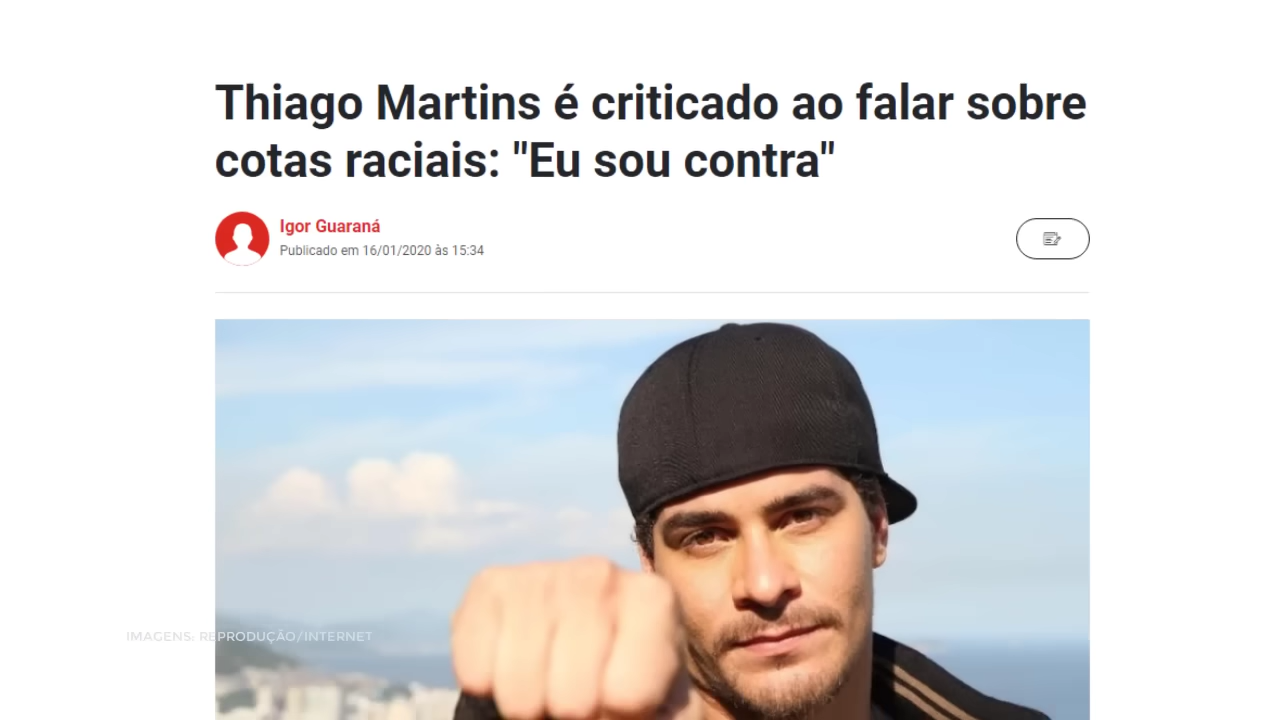 Thiago Martins é criticado ao falar sobre
cotas raciais: "Eu sou contra"
Igor Guaraná
Publicado em 16/01/2020 às 15:34
IMAGENS: REPRODUÇÃO/INTERNET